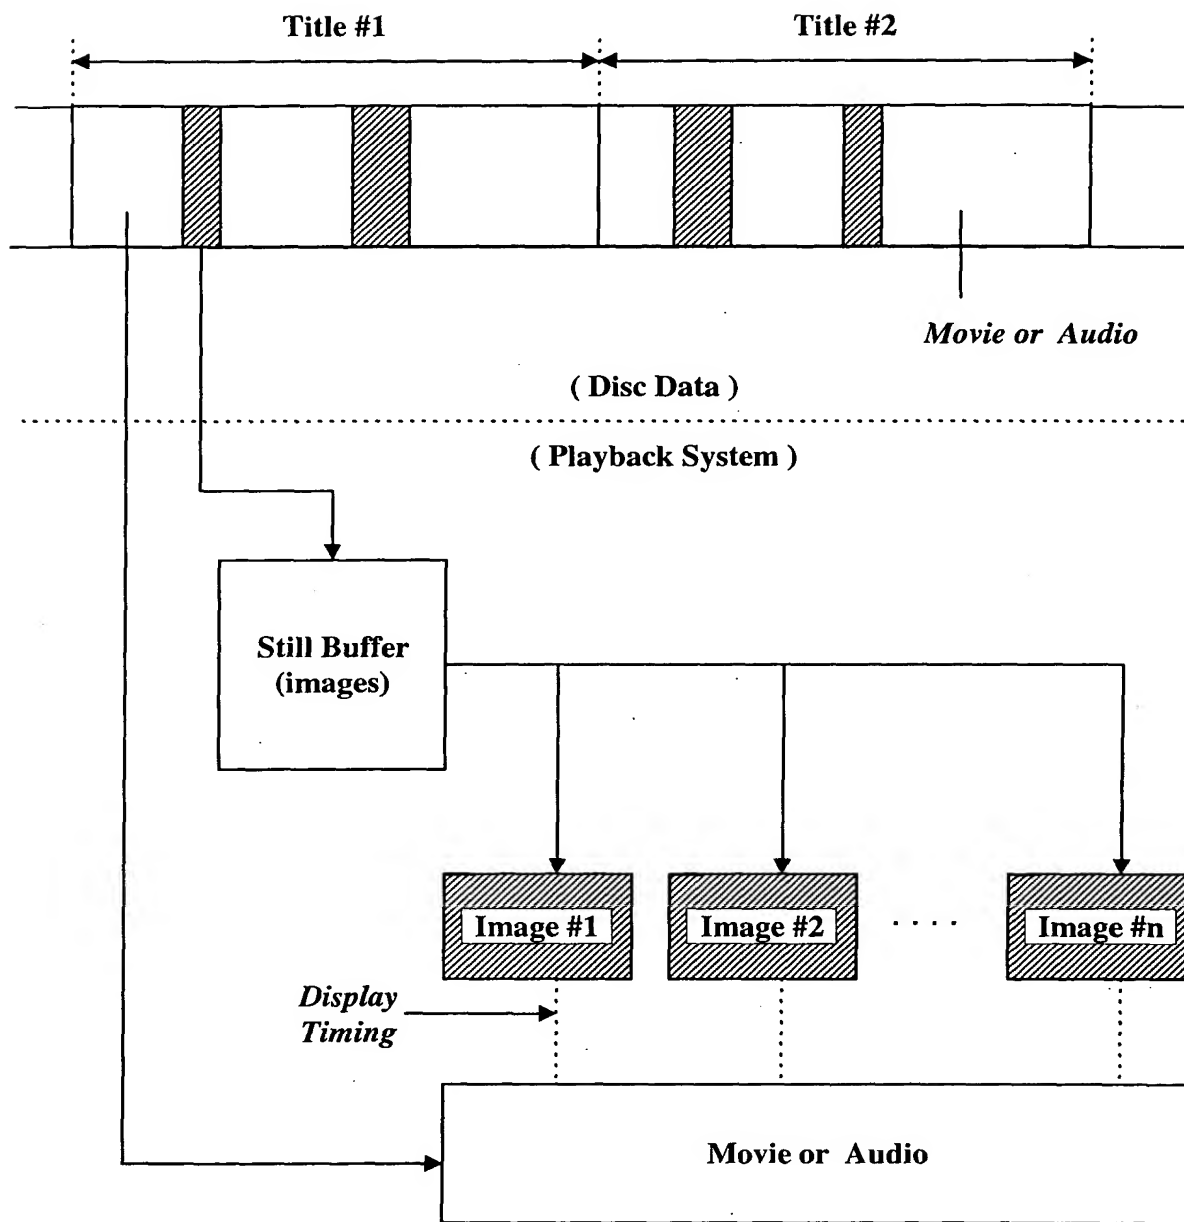 Title #1
Title #2
Movie or Audio
( Disc Data )
( Playback System )
Still Buffer
(images)
Image #1
Image #2
. . . .
Image #n
Display
Timing
Movie or Audio